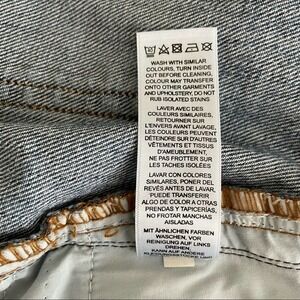 WASH WITH SIMILAR
COLOURS, TURN INSIDE
OUT BEFORE CLEANING,
COLOUR MAY TRANSFER
ONTO OTHER GARMENTS
AND UPHOLSTERY, DO NOT
RUB ISOLATED STAINS
LAVER AVEC DES
COULEURS SIMILAIRES,
RETOURNER SUR
L'ENVERS AVANT LAVAGE,
LES COULEURS PEUVENT
DÉTEINDRE SUR D'AUTRES
VÊTEMENTS ET TISSUS
D'AMEUBLEMENT,
NE PAS FROTTER SUR
LES TACHES ISOLÉES
LAVAR CON COLORES
SIMILARES, PONER DEL
REVÉS ANTES DE LAVAR,
PUEDE TRANSFERIR
ALGO DE COLOR A OTRAS
PRENDAS Y TAPICERÍAS,
NO FROTAR MANCHAS
AISLADAS
MIT ÄHNLICHEN FARBEN
WASCHEN, VOR
REINIGUNG AUF LINKS
DREHEN,
KANN AUF ANDERE